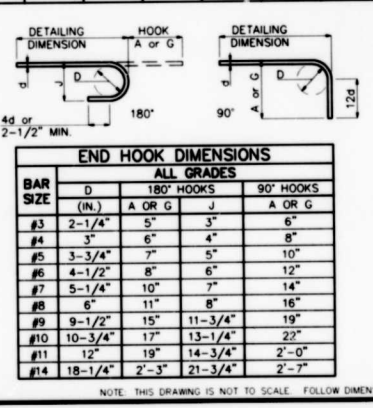 DETAILING HOOK DETAILING
DIMENSION A or G DIMENSION
d J D d A or G D 12d
4d or 180° 90°
2-1/2" MIN.
END HOOK DIMENSIONS
BAR SIZE ALL GRADES
D 180° HOOKS 90° HOOKS
(IN.) A OR G J A OR G
#3 2-1/4" 5" 3" 6"
#4 3" 6" 4" 8"
#5 3-3/4" 7" 5" 10"
#6 4-1/2" 8" 6" 12"
#7 5-1/4" 10" 7" 14"
#8 6" 11" 8" 16"
#9 9-1/2" 15" 11-3/4" 19"
#10 10-3/4" 17" 13-1/4" 22"
#11 12" 19" 14-3/4" 2'-0"
#14 18-1/4" 2'-3" 21-3/4" 2'-7"
NOTE: THIS DRAWING IS NOT TO SCALE. FOLLOW DIMEN